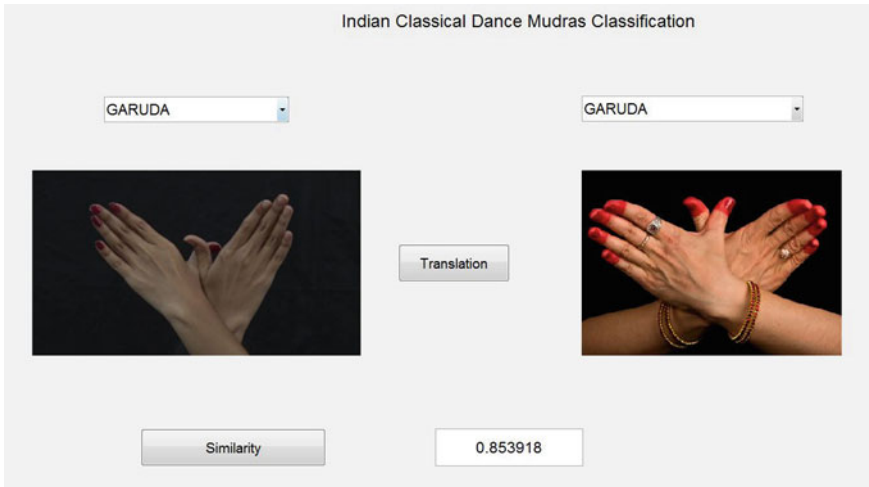 Indian Classical Dance Mudras Classification
GARUDA
GARUDA
Translation
Similarity
0.853918